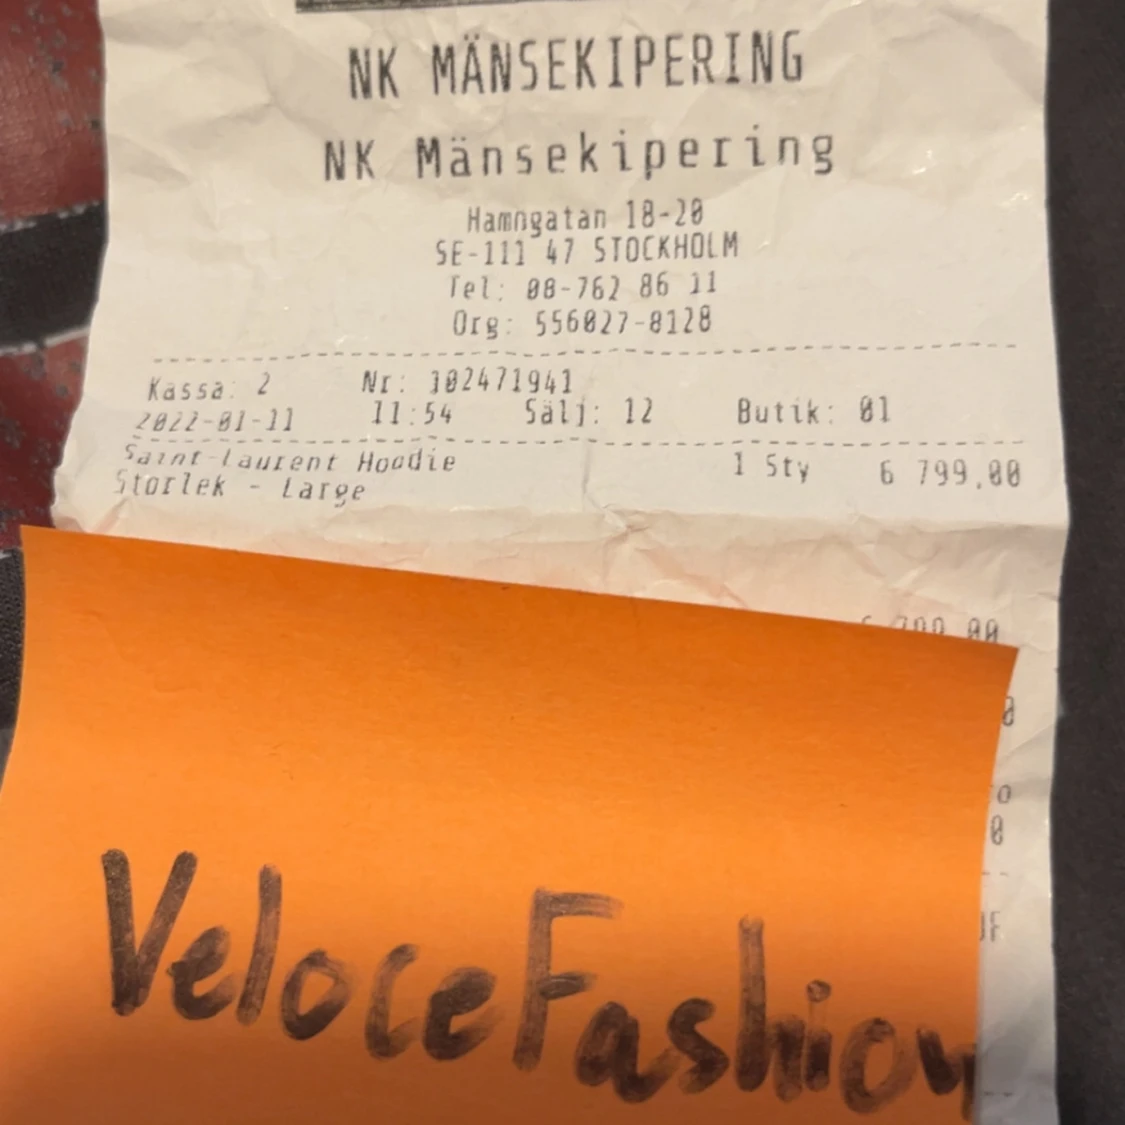 NK MÄNSEKIPERING
NK Mänsekipering
Hamngatan 18-20
SE-111 47 STOCKHOLM
Tel: 08-762 86 11
Org: 556027-8128
Kassa: 2 Nr: 102471941
2022-01-11 11:54 Sälj: 12 Butik: 01
Saint Laurent Hoodie 1 Sty 6 799,00
Storlek - Large
VeloceFashion